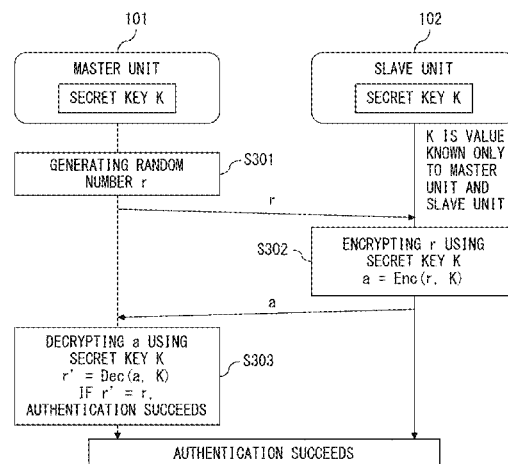 101
102
MASTER UNIT
SECRET KEY K
SLAVE UNIT
SECRET KEY K
K IS VALUE
KNOWN ONLY
TO MASTER
UNIT AND
SLAVE UNIT
GENERATING RANDOM
NUMBER r
S301
r
S302
ENCRYPTING r USING
SECRET KEY K
a = Enc(r, K)
a
DECRYPTING a USING
SECRET KEY K
r' = Dec(a, K)
IF r' = r,
AUTHENTICATION SUCCEEDS
S303
AUTHENTICATION SUCCEEDS